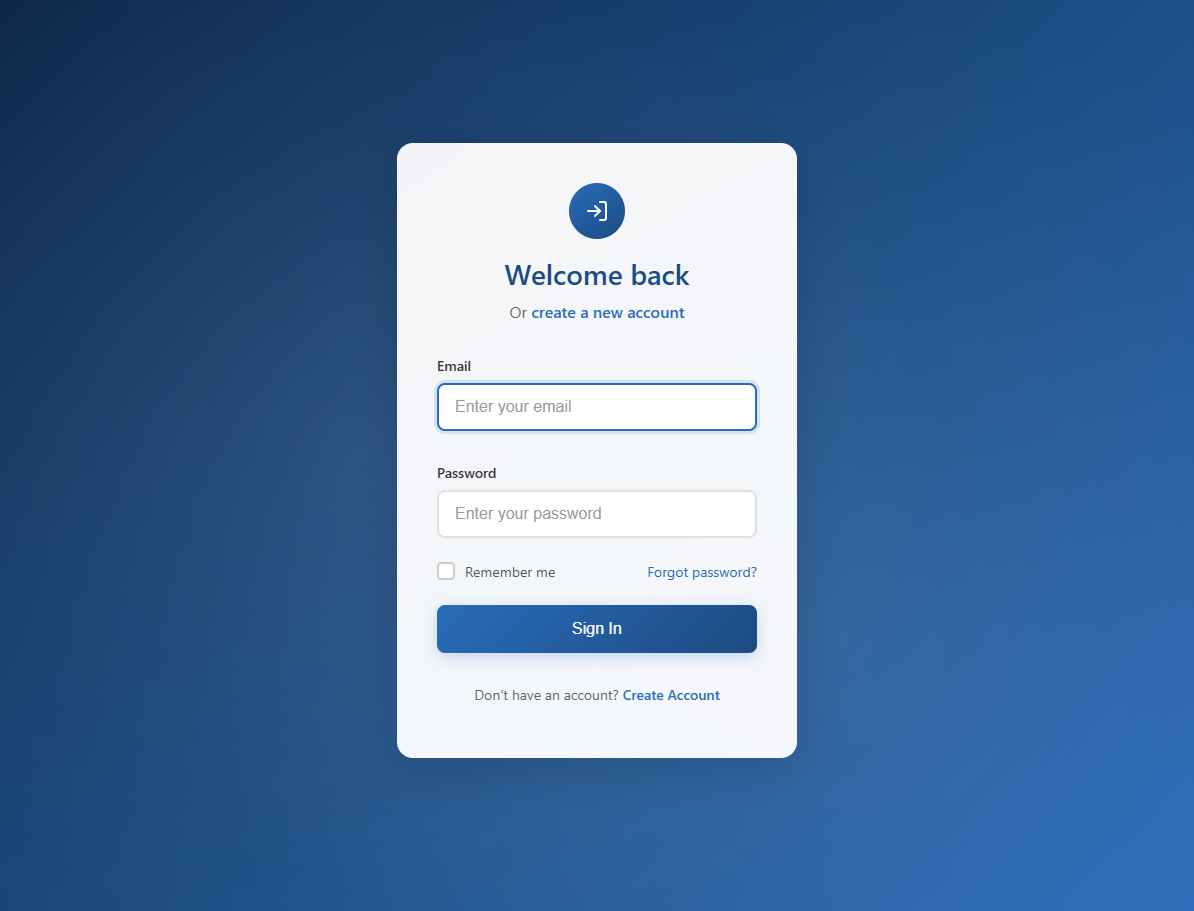 Welcome back
Or create a new account
Email
Enter your email
Password
Enter your password
Remember me
Forgot password?
Sign In
Don't have an account? Create Account